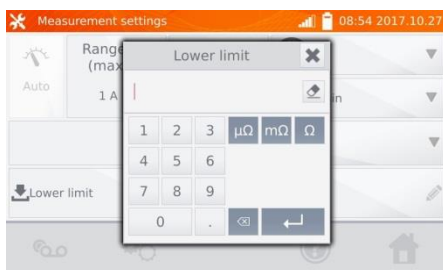 Measurement settings 08:54 2017.10.27
Range
(max
Auto
1 A
in
Lower limit
Lower limit
1 2 3 μΩ mΩ Ω
4 5 6
7 8 9
0 .